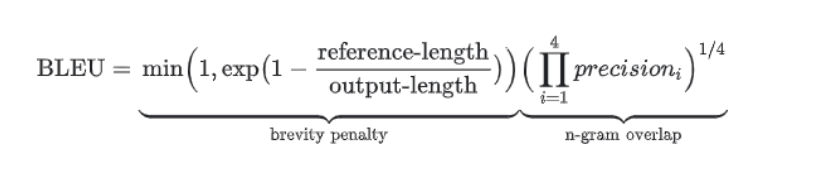 BLEU = min(1, exp(1 − reference-length / output-length))(∏_{i=1}^{4} precision_i)^{1/4}
brevity penalty
n-gram overlap